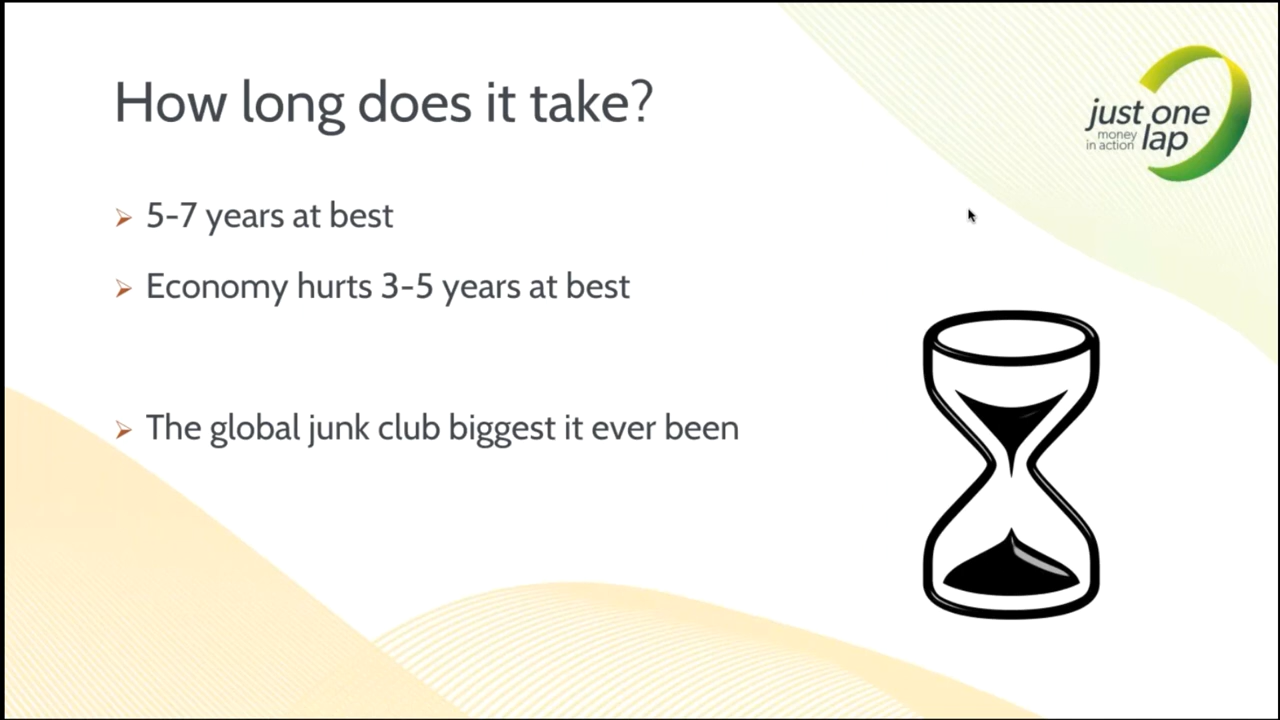 How long does it take?
5-7 years at best
Economy hurts 3-5 years at best
The global junk club biggest it ever been
just one
money
in action lap